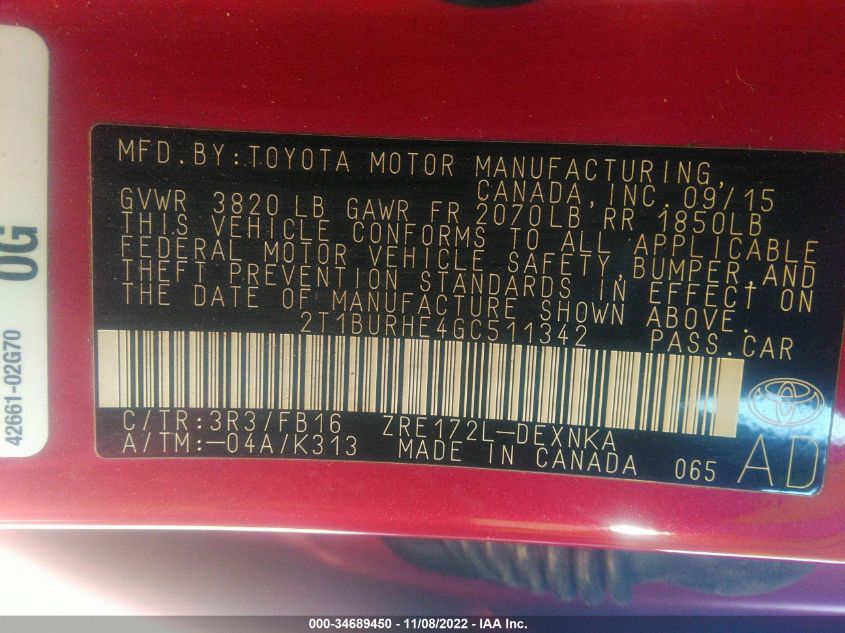 MFD.BY:TOYOTA MOTOR MANUFACTURING,
CANADA,INC. 09/15
GVWR 3820 LB GAWR FR 2070LB RR 1850LB
THIS VEHICLE CONFORMS TO ALL APPLICABLE
FEDERAL MOTOR VEHICLE SAFETY,BUMPER,AND
THEFT PREVENTION STANDARDS IN EFFECT ON
THE DATE OF MANUFACTURE SHOWN ABOVE.
2T1BURHE4GC511342 PASS.CAR
C/TR:3R3/FB16 ZRE172L-DEXNKA
A/TM:-04A/K313 MADE IN CANADA 065 AD
0G
42661-02G70
000-34689450 - 11/08/2022 - IAA Inc.